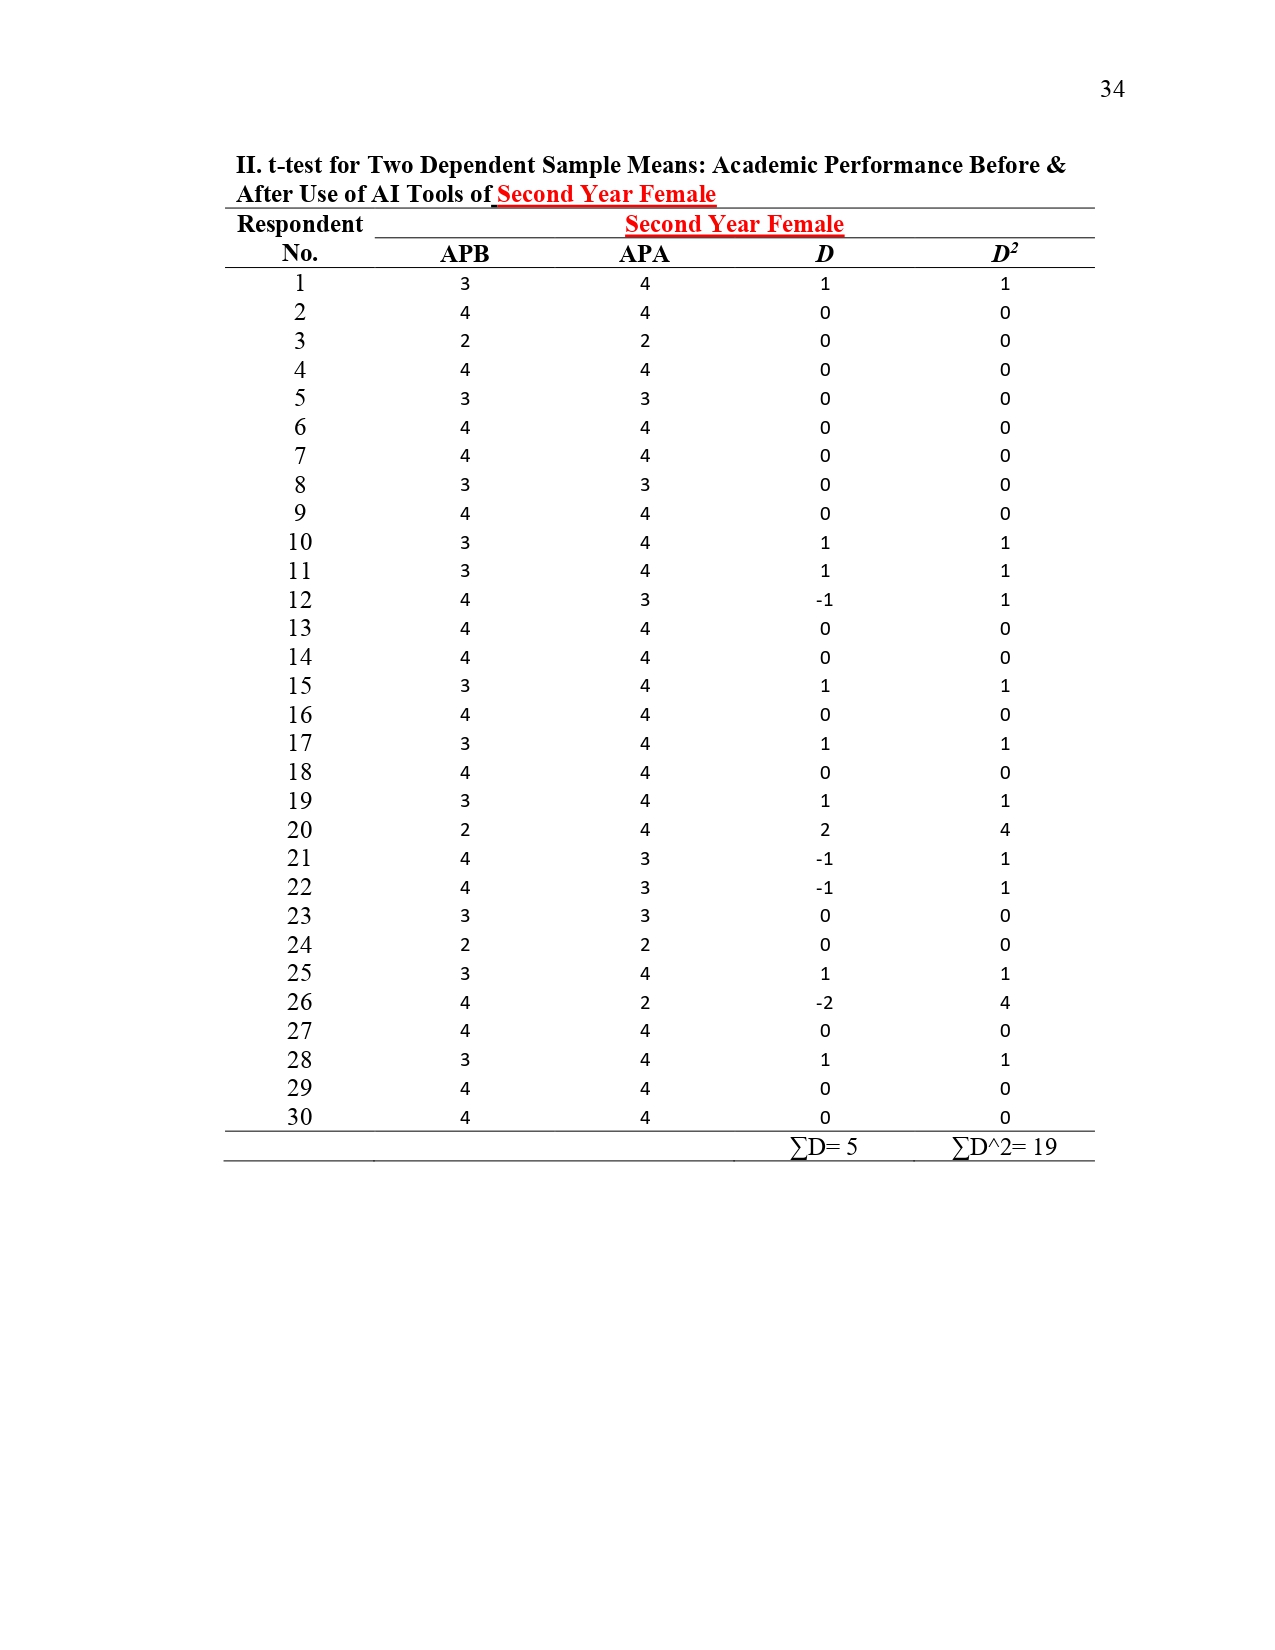 34
II. t-test for Two Dependent Sample Means: Academic Performance Before &
After Use of AI Tools of Second Year Female
Respondent No. Second Year Female
APB APA D D²
1 3 4 1 1
2 4 4 0 0
3 2 2 0 0
4 4 4 0 0
5 3 3 0 0
6 4 4 0 0
7 4 4 0 0
8 3 3 0 0
9 4 4 0 0
10 3 4 1 1
11 3 4 1 1
12 4 3 -1 1
13 4 4 0 0
14 4 4 0 0
15 3 4 1 1
16 4 4 0 0
17 3 4 1 1
18 4 4 0 0
19 3 4 1 1
20 2 4 2 4
21 4 3 -1 1
22 4 3 -1 1
23 3 3 0 0
24 2 2 0 0
25 3 4 1 1
26 4 2 -2 4
27 4 4 0 0
28 3 4 1 1
29 4 4 0 0
30 4 4 0 0
∑D= 5 ∑D^2= 19